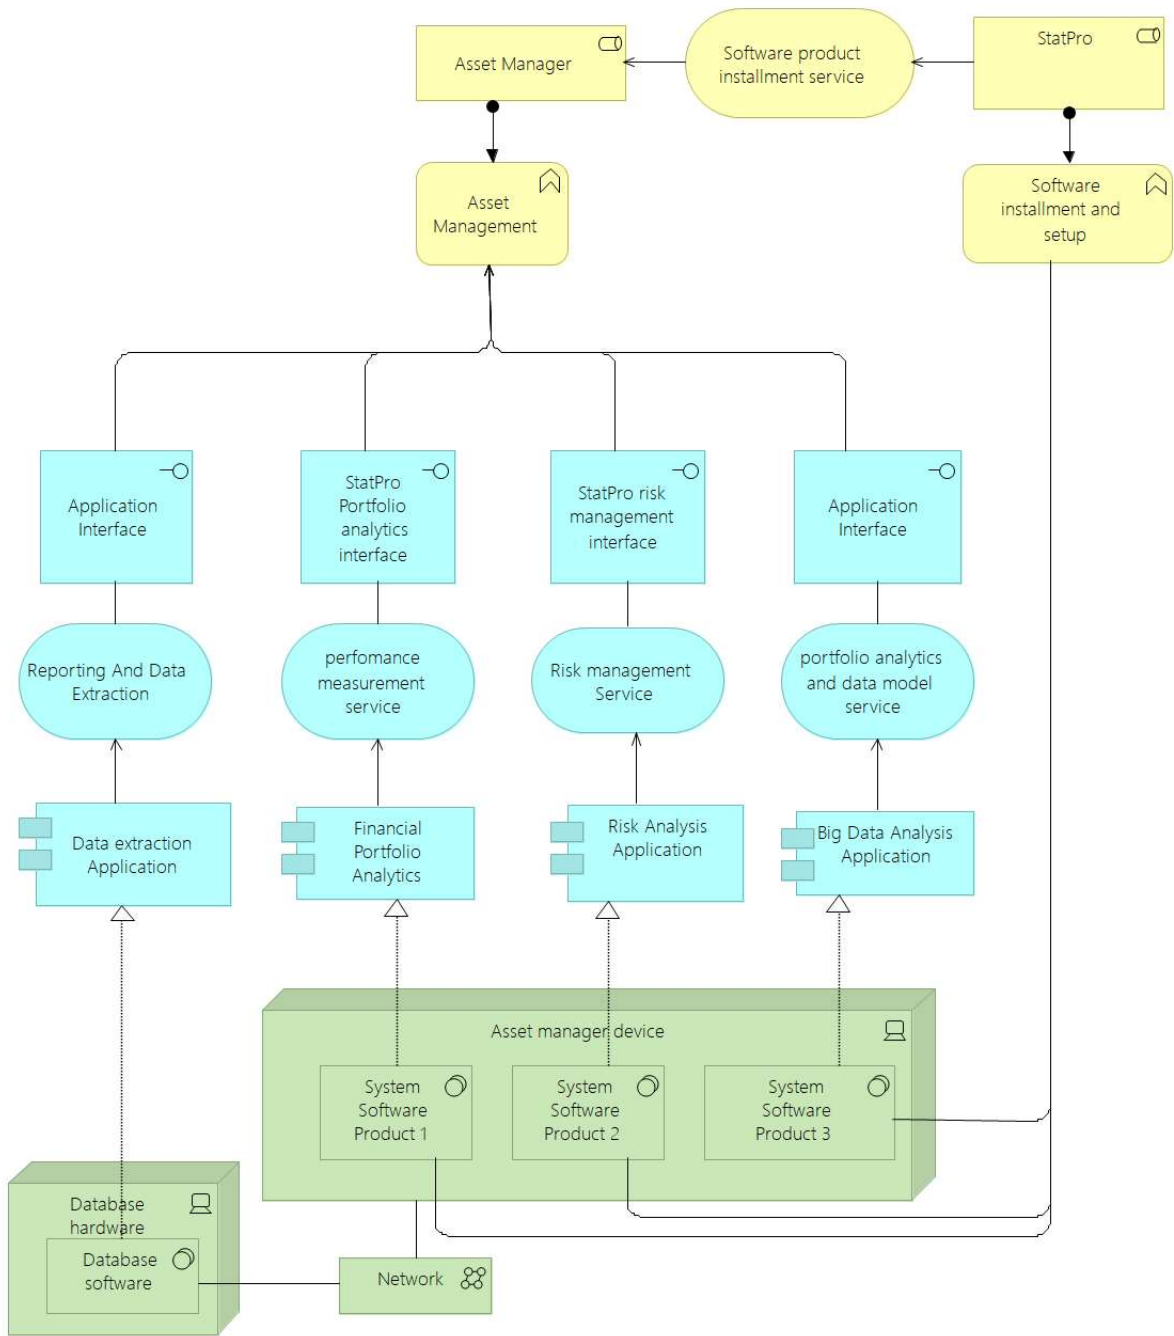 Asset Manager
Software product
installment service
StatPro
Asset
Management
Software
installment and
setup
Application
Interface
StatPro
Portfolio
analytics
interface
StatPro risk
management
interface
Application
Interface
Reporting And Data
Extraction
perfomance
measurement
service
Risk management
Service
portfolio analytics
and data model
service
Data extraction
Application
Financial
Portfolio
Analytics
Risk Analysis
Application
Big Data Analysis
Application
Asset manager device
System
Software
Product 1
System
Software
Product 2
System
Software
Product 3
Database
hardware
Database
software
Network